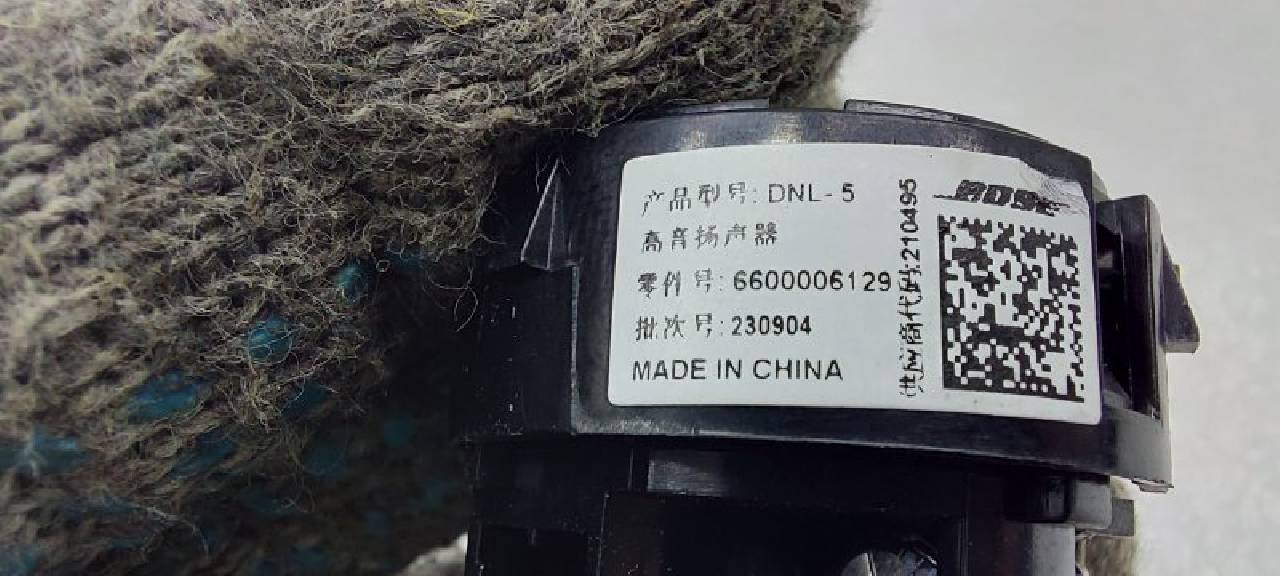 产品型号: DNL-5
高音扬声器
零件号: 6600006129
批次号: 230904
MADE IN CHINA
供应商代码:210495
BOSE